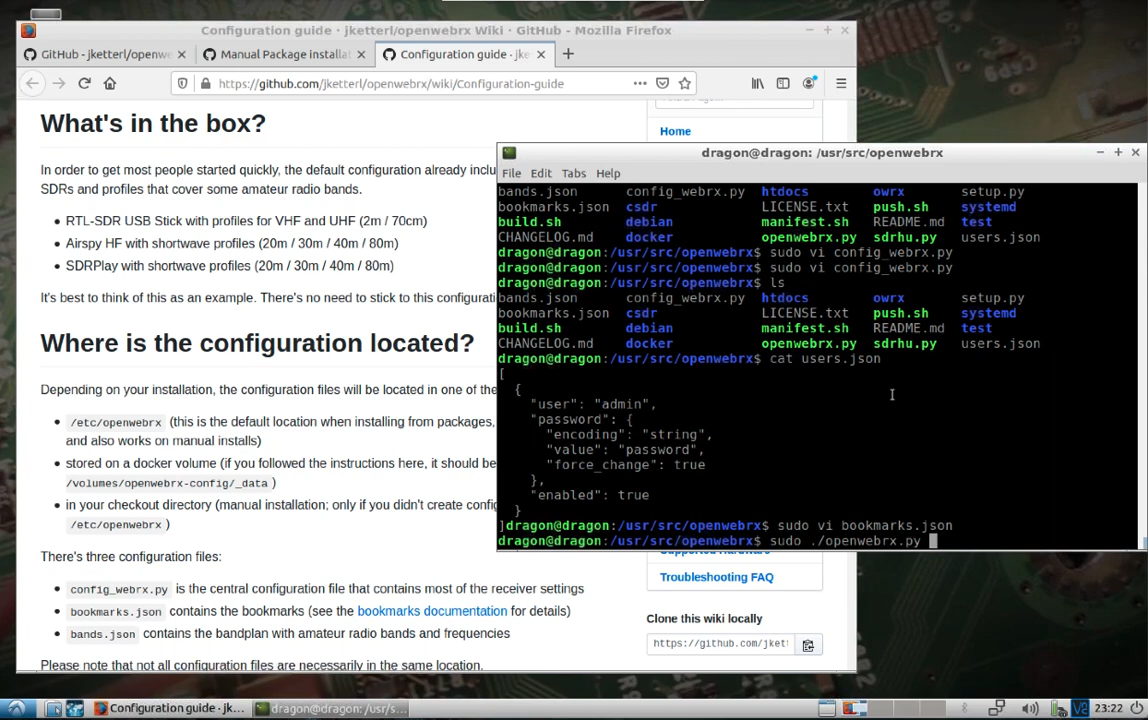 Configuration guide · jketterl/openwebrx Wiki · GitHub - Mozilla Firefox
GitHub - jketterl/openwe
Manual Package installat
Configuration guide · jke
https://github.com/jketterl/openwebrx/wiki/Configuration-guide
What's in the box?
In order to get most people started quickly, the default configuration already inclu
SDRs and profiles that cover some amateur radio bands.
• RTL-SDR USB Stick with profiles for VHF and UHF (2m / 70cm)
• Airspy HF with shortwave profiles (20m / 30m / 40m / 80m)
• SDRPlay with shortwave profiles (20m / 30m / 40m / 80m)
It's best to think of this as an example. There's no need to stick to this configurati
Where is the configuration located?
Depending on your installation, the configuration files will be located in one of the
• /etc/openwebrx (this is the default location when installing from packages,
and also works on manual installs)
• stored on a docker volume (if you followed the instructions here, it should be
/volumes/openwebrx-config/_data )
• in your checkout directory (manual installation; only if you didn't create config
/etc/openwebrx )
There's three configuration files:
• config_webrx.py is the central configuration file that contains most of the receiver settings
• bookmarks.json contains the bookmarks (see the bookmarks documentation for details)
• bands.json contains the bandplan with amateur radio bands and frequencies
Please note that not all configuration files are necessarily in the same location.
Home
dragon@dragon: /usr/src/openwebrx
File Edit Tabs Help
bands.json config_webrx.py htdocs owrx setup.py
bookmarks.json csdr LICENSE.txt push.sh systemd
build.sh debian manifest.sh README.md test
CHANGELOG.md docker openwebrx.py sdrhu.py users.json
dragon@dragon:/usr/src/openwebrx$ sudo vi config_webrx.py
dragon@dragon:/usr/src/openwebrx$ sudo vi config_webrx.py
dragon@dragon:/usr/src/openwebrx$ ls
bands.json config_webrx.py htdocs owrx setup.py
bookmarks.json csdr LICENSE.txt push.sh systemd
build.sh debian manifest.sh README.md test
CHANGELOG.md docker openwebrx.py sdrhu.py users.json
dragon@dragon:/usr/src/openwebrx$ cat users.json
[
{
"user": "admin",
"password": {
"encoding": "string",
"value": "password",
"force_change": true
},
"enabled": true
}
]dragon@dragon:/usr/src/openwebrx$ sudo vi bookmarks.json
dragon@dragon:/usr/src/openwebrx$ sudo ./openwebrx.py
Supported Hardware
Troubleshooting FAQ
Clone this wiki locally
https://github.com/jkett
Configuration guide · jk...
dragon@dragon: /usr/s...
23:22